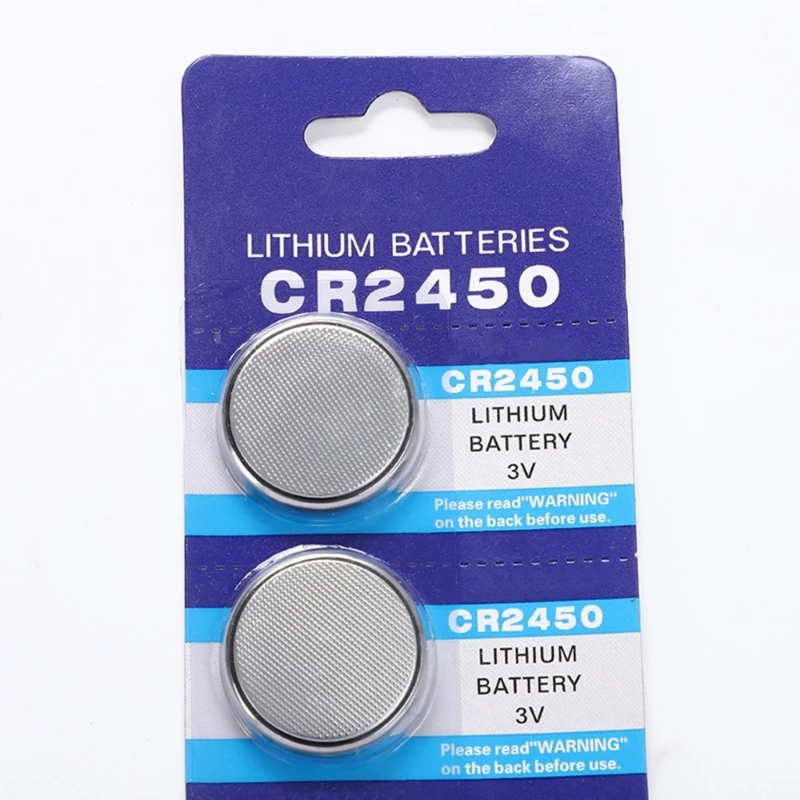 LITHIUM BATTERIES
CR2450
CR2450
LITHIUM
BATTERY
3V
Please read"WARNING"
on the back before use.
CR2450
LITHIUM
BATTERY
3V
Please read"WARNING"
on the back before use.